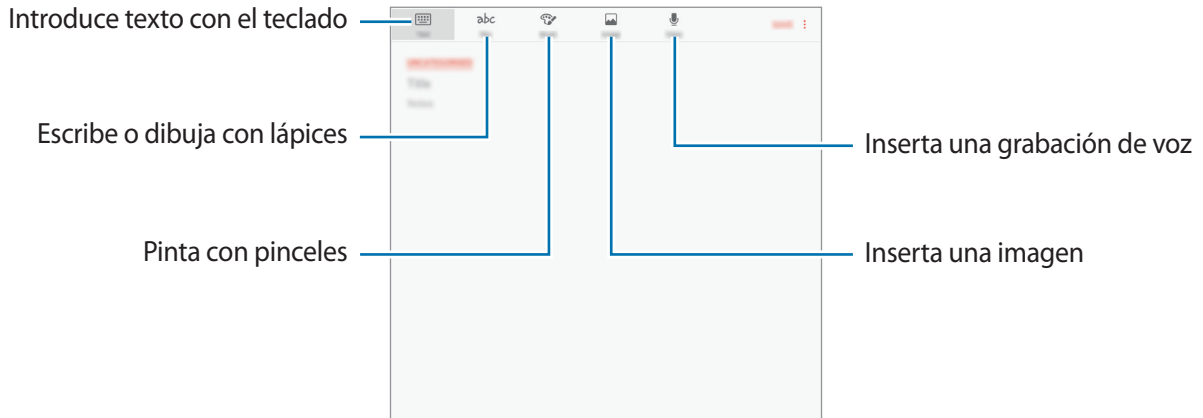 Introduce texto con el teclado
abc
Title
Escribe o dibuja con lápices
Inserta una grabación de voz
Pinta con pinceles
Inserta una imagen